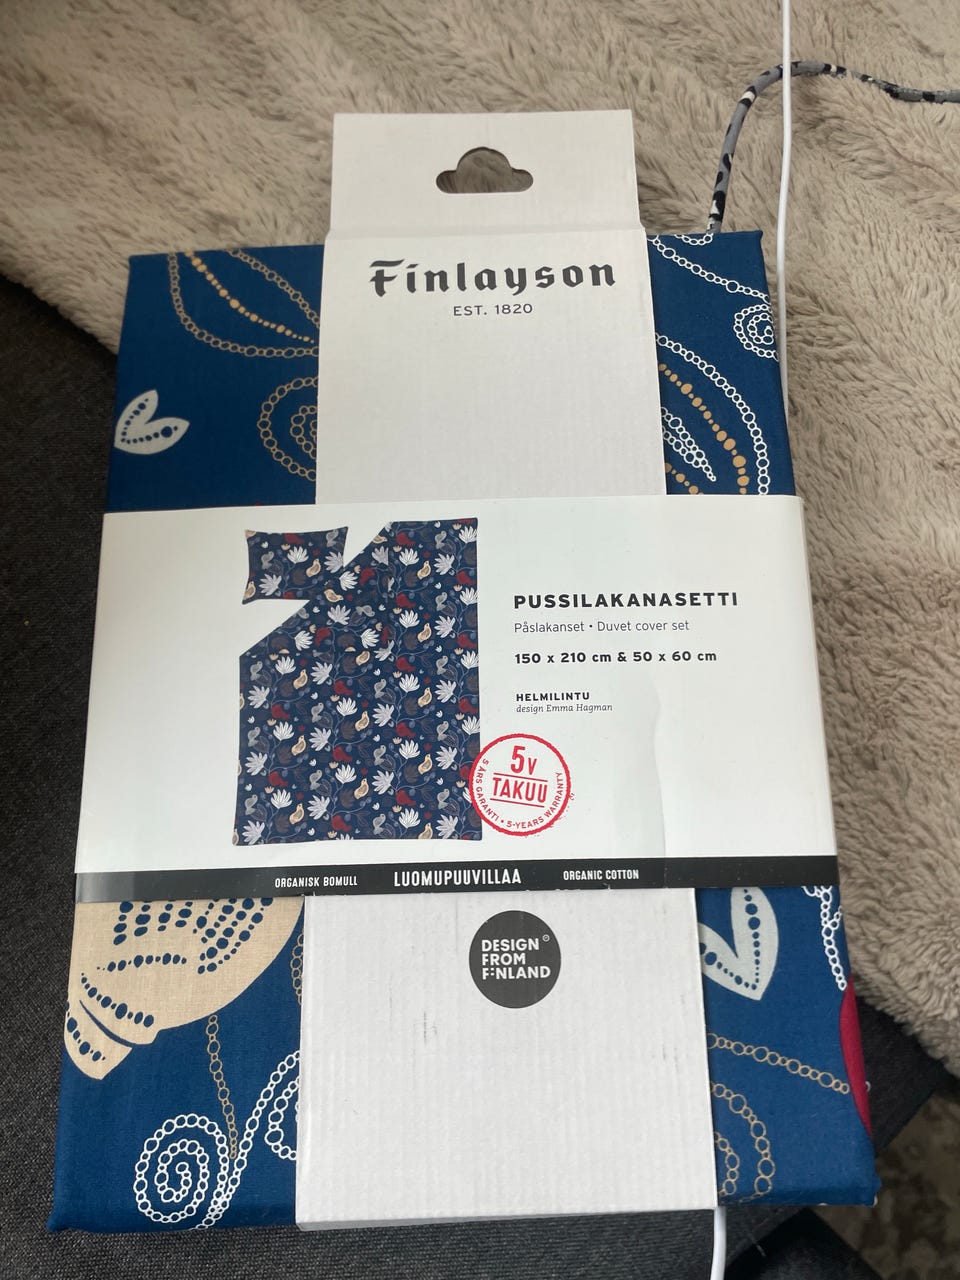 Finlayson
EST. 1820
PUSSILAKANASETTI
Påslakanset • Duvet cover set
150 x 210 cm & 50 x 60 cm
HELMILINTU
design Emma Hagman
5V
TAKUU
5 ÅRS GARANTI • 5-YEARS WARRANTY
ORGANISK BOMULL LUOMUPUUVILLAA ORGANIC COTTON
DESIGN
FROM
FINLAND